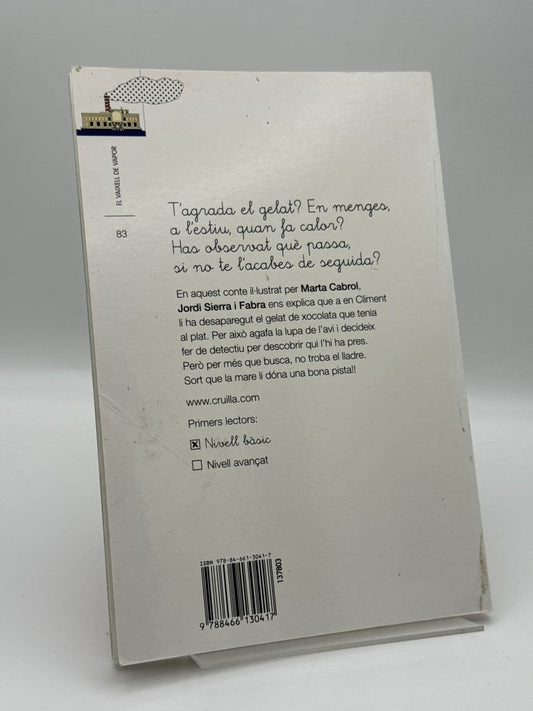 EL VAIXELL DE VAPOR
83
T'agrada el gelat? En menges,
a l'estiu, quan fa calor?
Has observat què passa,
si no te l'acabes de seguida?
En aquest conte il·lustrat per Marta Cabrol,
Jordi Sierra i Fabra ens explica que a en Climent
li ha desaparegut el gelat de xocolata que tenia
al plat. Per això agafa la lupa de l'avi i decideix
fer de detectiu per descobrir qui l'hi ha pres.
Però per més que busca, no troba el lladre.
Sort que la mare li dóna una bona pista!!
www.cruilla.com
Primers lectors:
Nivell bàsic
Nivell avançat
ISBN 978-84-661-3041-7
137803
9 788466 130417